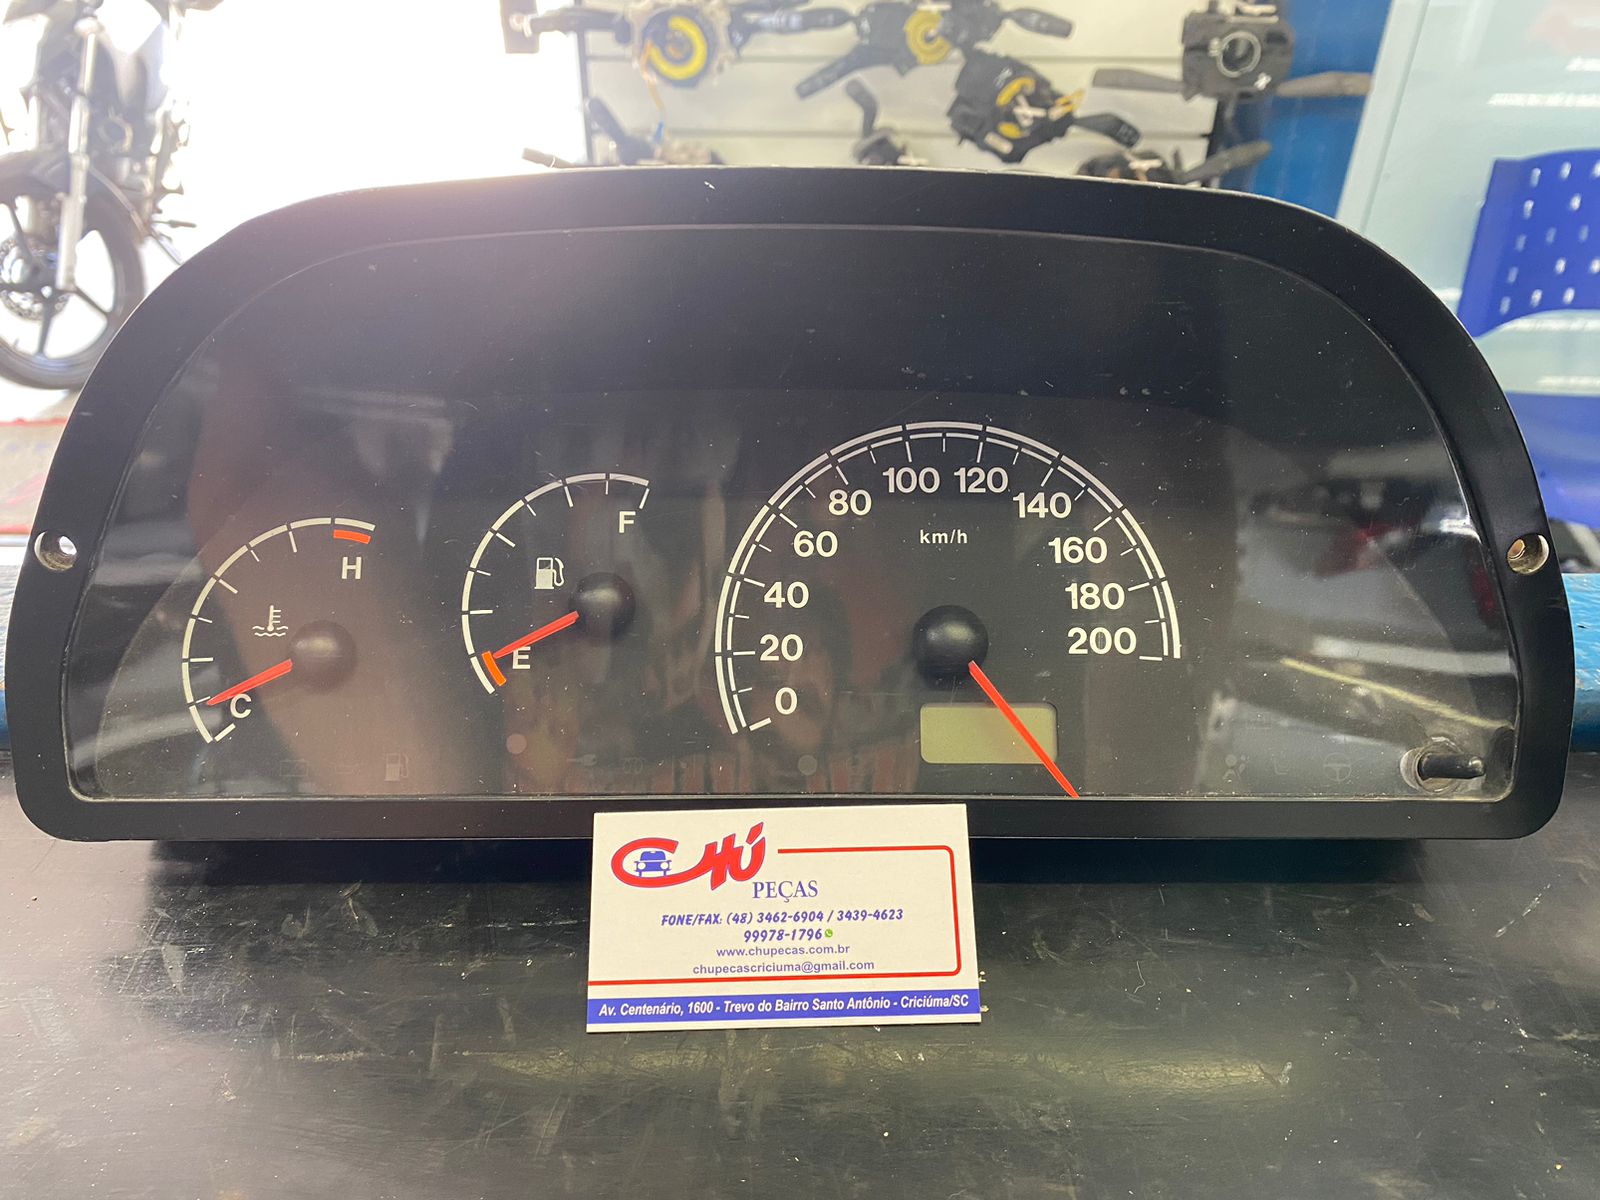 H
C
F
E
0
20
40
60
80
100
120
140
160
180
200
km/h
CHÚ
PEÇAS
FONE/FAX: (48) 3462-6904 / 3439-4623
99978-1796
www.chupecas.com.br
chupecascriciuma@gmail.com
Av. Centenário, 1600 - Trevo do Bairro Santo Antônio - Criciúma/SC